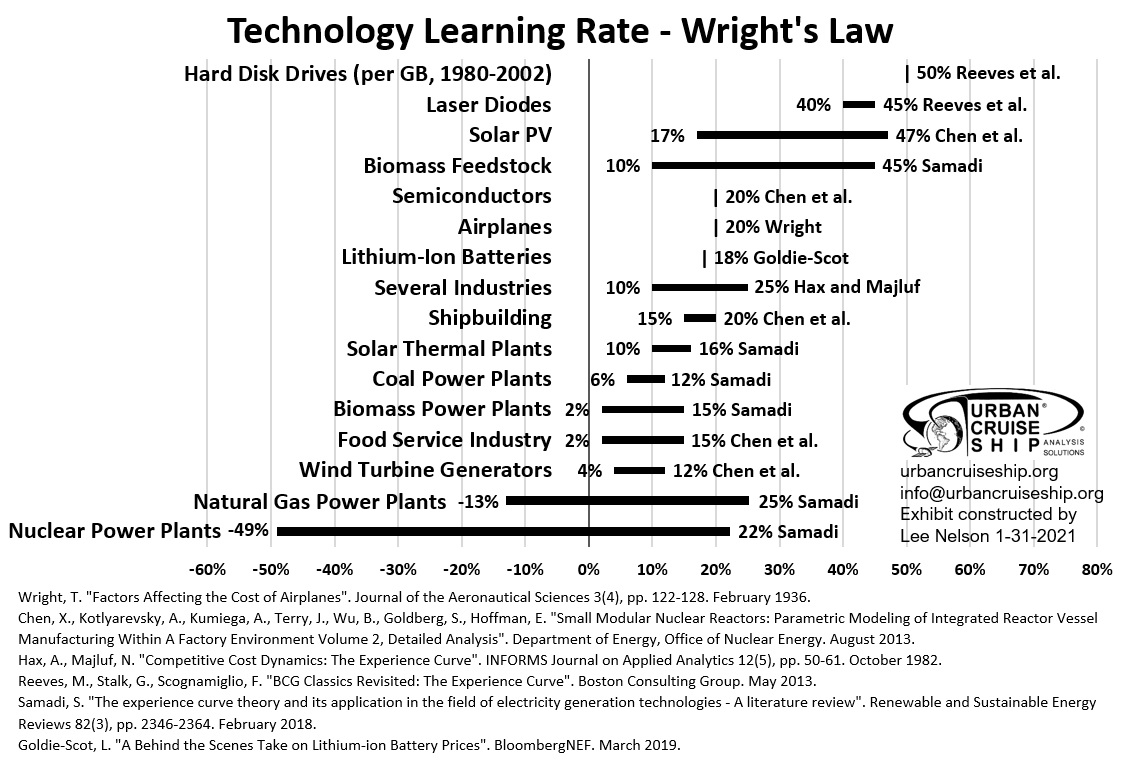 Technology Learning Rate - Wright's Law
Hard Disk Drives (per GB, 1980-2002) 50% Reeves et al.
Laser Diodes 40% 45% Reeves et al.
Solar PV 17% 47% Chen et al.
Biomass Feedstock 10% 45% Samadi
Semiconductors 20% Chen et al.
Airplanes 20% Wright
Lithium-Ion Batteries 18% Goldie-Scot
Several Industries 10% 25% Hax and Majluf
Shipbuilding 15% 20% Chen et al.
Solar Thermal Plants 10% 16% Samadi
Coal Power Plants 6% 12% Samadi
Biomass Power Plants 2% 15% Samadi
Food Service Industry 2% 15% Chen et al.
Wind Turbine Generators 4% 12% Chen et al.
Natural Gas Power Plants -13% 25% Samadi
Nuclear Power Plants -49% 22% Samadi
URBAN®
CRUISE ©
SHIP ANALYSIS
SOLUTIONS
urbancruiseship.org
info@urbancruiseship.org
Exhibit constructed by
Lee Nelson 1-31-2021
-60% -50% -40% -30% -20% -10% 0% 10% 20% 30% 40% 50% 60% 70% 80%
Wright, T. "Factors Affecting the Cost of Airplanes". Journal of the Aeronautical Sciences 3(4), pp. 122-128. February 1936.
Chen, X., Kotlyarevsky, A., Kumiega, A., Terry, J., Wu, B., Goldberg, S., Hoffman, E. "Small Modular Nuclear Reactors: Parametric Modeling of Integrated Reactor Vessel
Manufacturing Within A Factory Environment Volume 2, Detailed Analysis". Department of Energy, Office of Nuclear Energy. August 2013.
Hax, A., Majluf, N. "Competitive Cost Dynamics: The Experience Curve". INFORMS Journal on Applied Analytics 12(5), pp. 50-61. October 1982.
Reeves, M., Stalk, G., Scognamiglio, F. "BCG Classics Revisited: The Experience Curve". Boston Consulting Group. May 2013.
Samadi, S. "The experience curve theory and its application in the field of electricity generation technologies - A literature review". Renewable and Sustainable Energy
Reviews 82(3), pp. 2346-2364. February 2018.
Goldie-Scot, L. "A Behind the Scenes Take on Lithium-ion Battery Prices". BloombergNEF. March 2019.